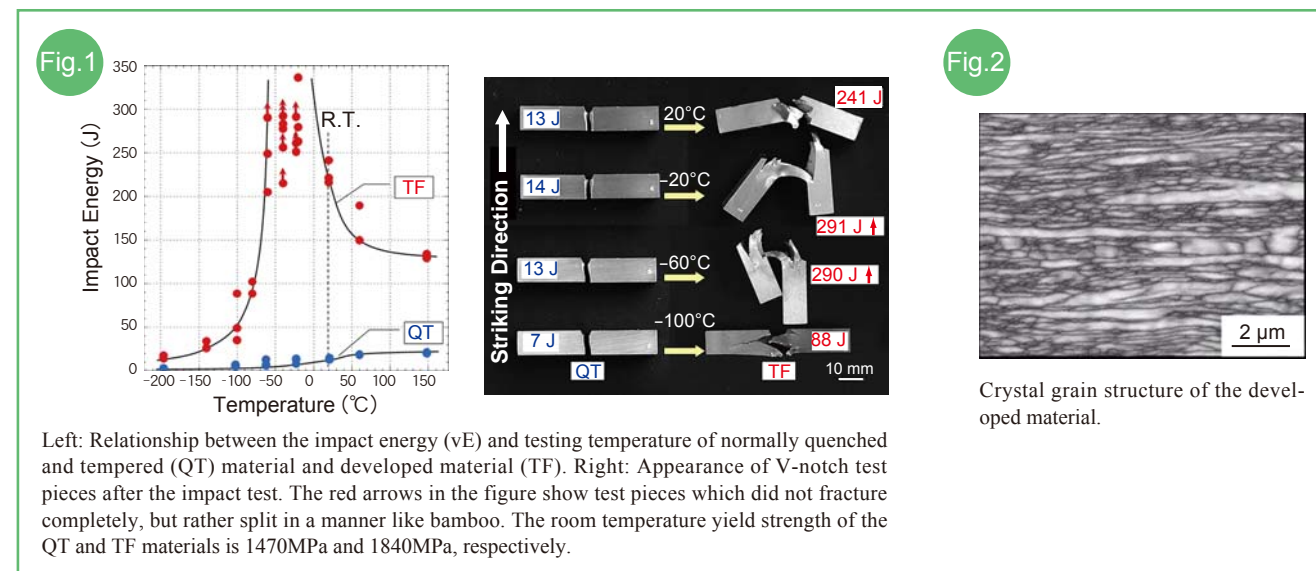 Fig.1
350
300
250
200
150
100
50
0
Impact Energy (J)
R.T.
TF
QT
-200 -150 -100 -50 0 50 100 150
Temperature (℃)
Striking Direction
13 J
20°C
241 J
14 J
–20°C
291 J
13 J
–60°C
290 J
7 J
–100°C
88 J
QT
TF
10 mm
Left: Relationship between the impact energy (vE) and testing temperature of normally quenched
and tempered (QT) material and developed material (TF). Right: Appearance of V-notch test
pieces after the impact test. The red arrows in the figure show test pieces which did not fracture
completely, but rather split in a manner like bamboo. The room temperature yield strength of the
QT and TF materials is 1470MPa and 1840MPa, respectively.
Fig.2
2 µm
Crystal grain structure of the devel-
oped material.